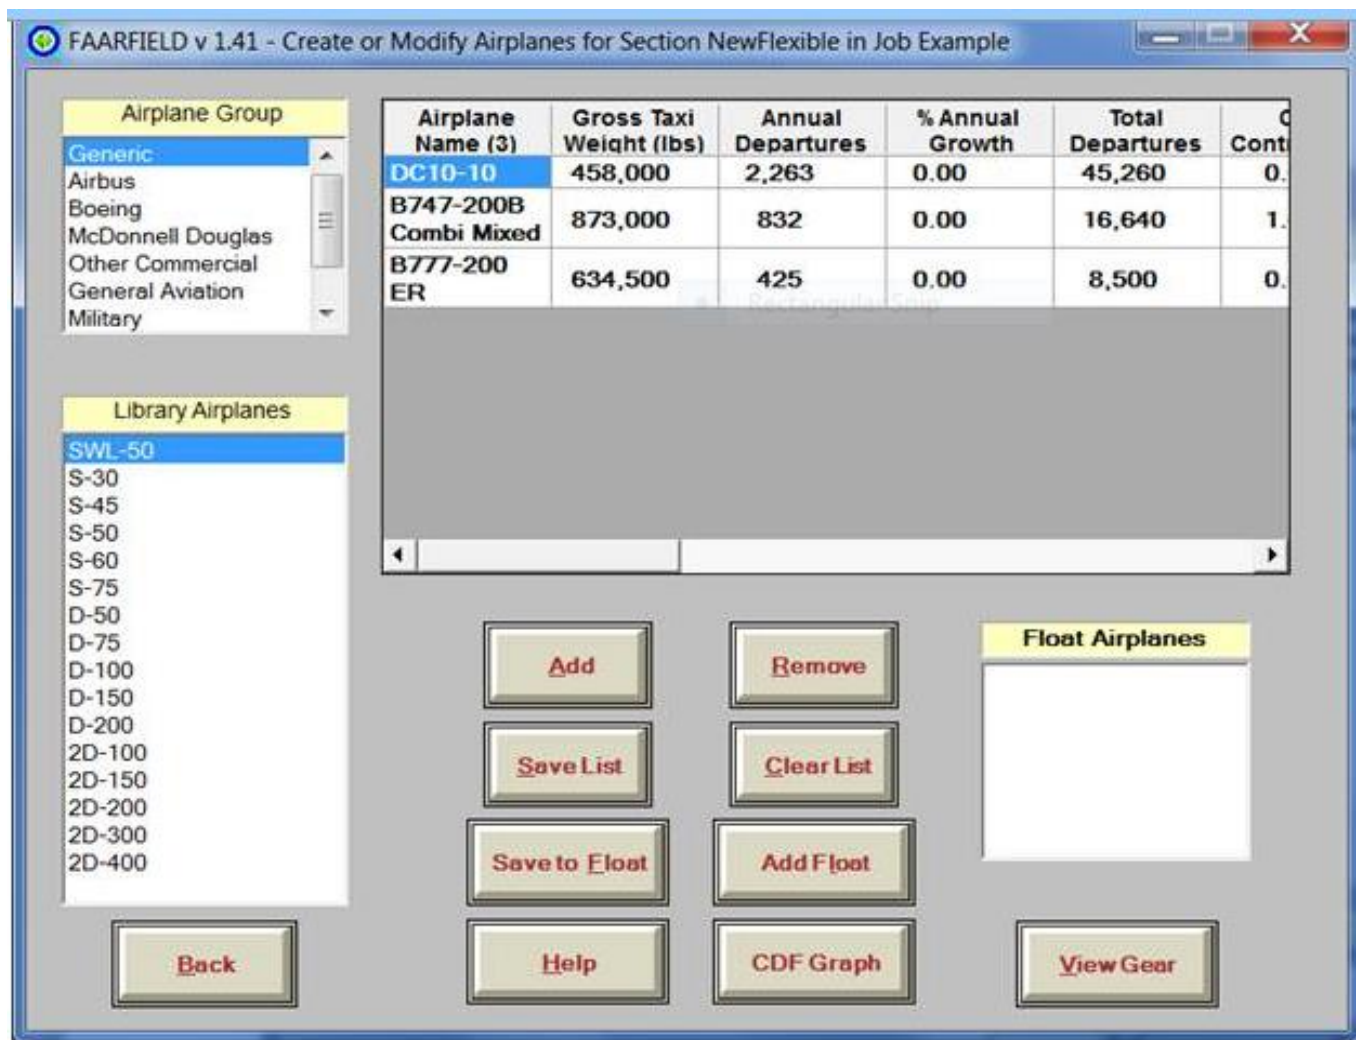 FAARFIELD v 1.41 - Create or Modify Airplanes for Section NewFlexible in Job Example
Airplane Group
Generic
Airbus
Boeing
McDonnell Douglas
Other Commercial
General Aviation
Military
Library Airplanes
SWL-50
S-30
S-45
S-50
S-60
S-75
D-50
D-75
D-100
D-150
D-200
2D-100
2D-150
2D-200
2D-300
2D-400
Airplane Name (3) Gross Taxi Weight (lbs) Annual Departures % Annual Growth Total Departures
DC10-10 458,000 2,263 0.00 45,260 0.
B747-200B Combi Mixed 873,000 832 0.00 16,640 1.
B777-200 ER 634,500 425 0.00 8,500 0.
Rectangular Snip
Add Remove
Save List Clear List
Save to Float Add Float
Help CDF Graph
Float Airplanes
Back
View Gear